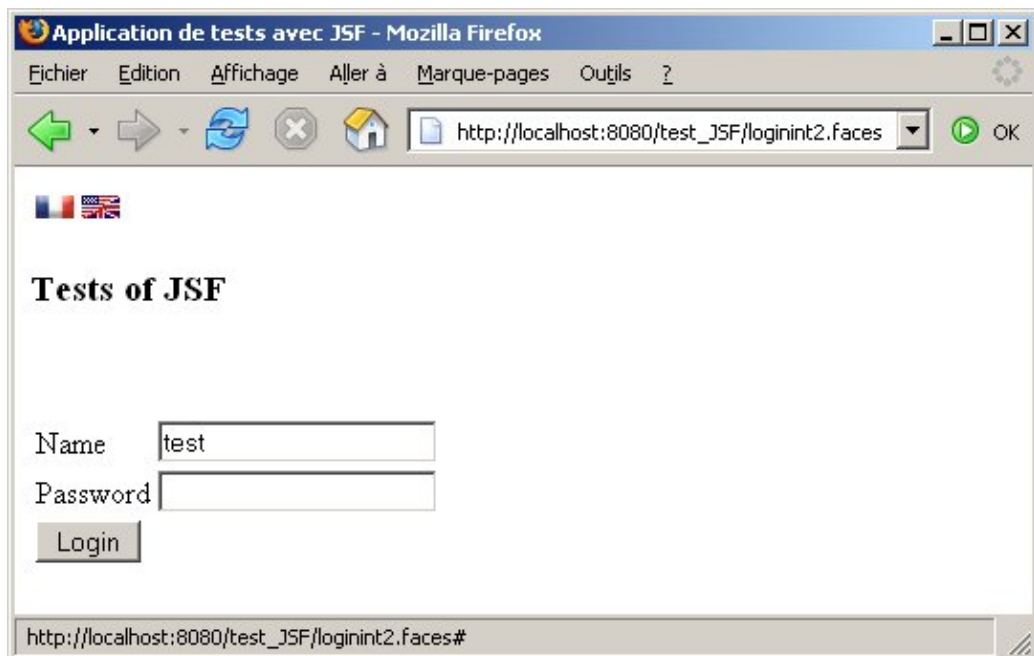 Application de tests avec JSF - Mozilla Firefox
Fichier Edition Affichage Aller à Marque-pages Outils ?
http://localhost:8080/test_JSF/loginint2.faces OK
Tests of JSF
Name test
Password
Login
http://localhost:8080/test_JSF/loginint2.faces#